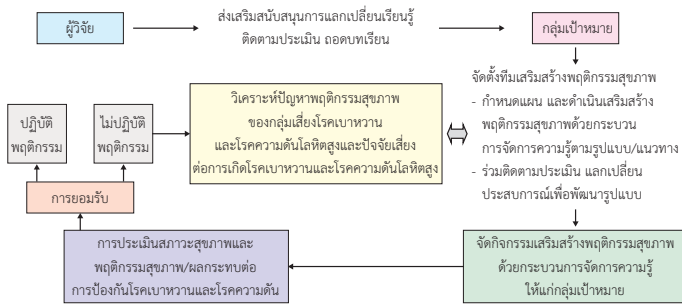 ผู้วิจัย
ส่งเสริมสนับสนุนการแลกเปลี่ยนเรียนรู้
ติดตามประเมิน ถอดบทเรียน
กลุ่มเป้าหมาย
จัดตั้งทีมเสริมสร้างพฤติกรรมสุขภาพ
- กำหนดแผน และดำเนินเสริมสร้าง
พฤติกรรมสุขภาพด้วยกระบวน
การจัดการความรู้ตามรูปแบบ/แนวทาง
- ร่วมติดตามประเมิน แลกเปลี่ยน
ประสบการณ์เพื่อพัฒนารูปแบบ
วิเคราะห์ปัญหาพฤติกรรมสุขภาพ
ของกลุ่มเสี่ยงโรคเบาหวาน
และโรคความดันโลหิตสูงและปัจจัยเสี่ยง
ต่อการเกิดโรคเบาหวานและโรคความดันโลหิตสูง
ปฏิบัติ
พฤติกรรม
ไม่ปฏิบัติ
พฤติกรรม
การยอมรับ
การประเมินสภาวะสุขภาพและ
พฤติกรรมสุขภาพ/ผลกระทบต่อ
การป้องกันโรคเบาหวานและโรคความดัน
จัดกิจกรรมเสริมสร้างพฤติกรรมสุขภาพ
ด้วยกระบวนการจัดการความรู้
ให้แก่กลุ่มเป้าหมาย